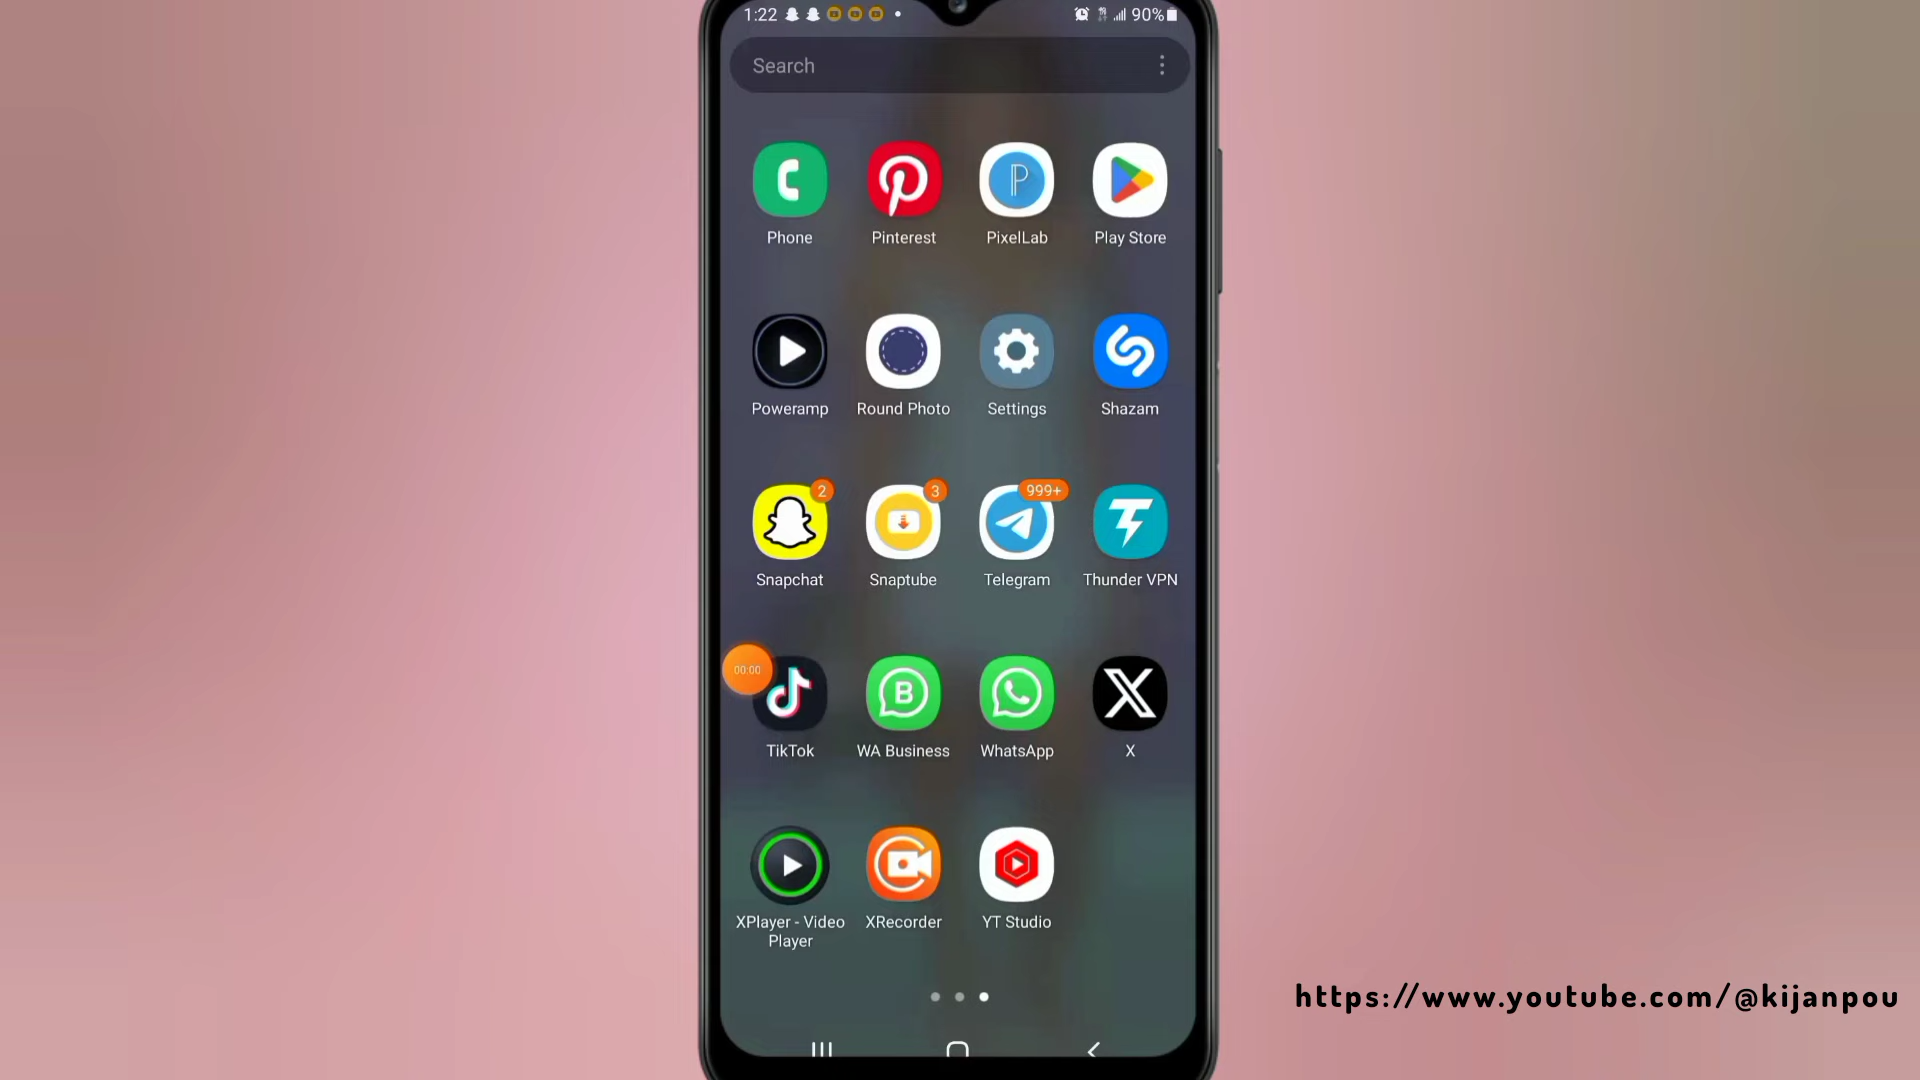 1:22
90%
Search
Phone
Pinterest
PixelLab
Play Store
Poweramp
Round Photo
Settings
Shazam
2
3
999+
Snapchat
Snaptube
Telegram
Thunder VPN
00:00
TikTok
WA Business
WhatsApp
X
XPlayer - Video
Player
XRecorder
YT Studio
https://www.youtube.com/@kijanpou